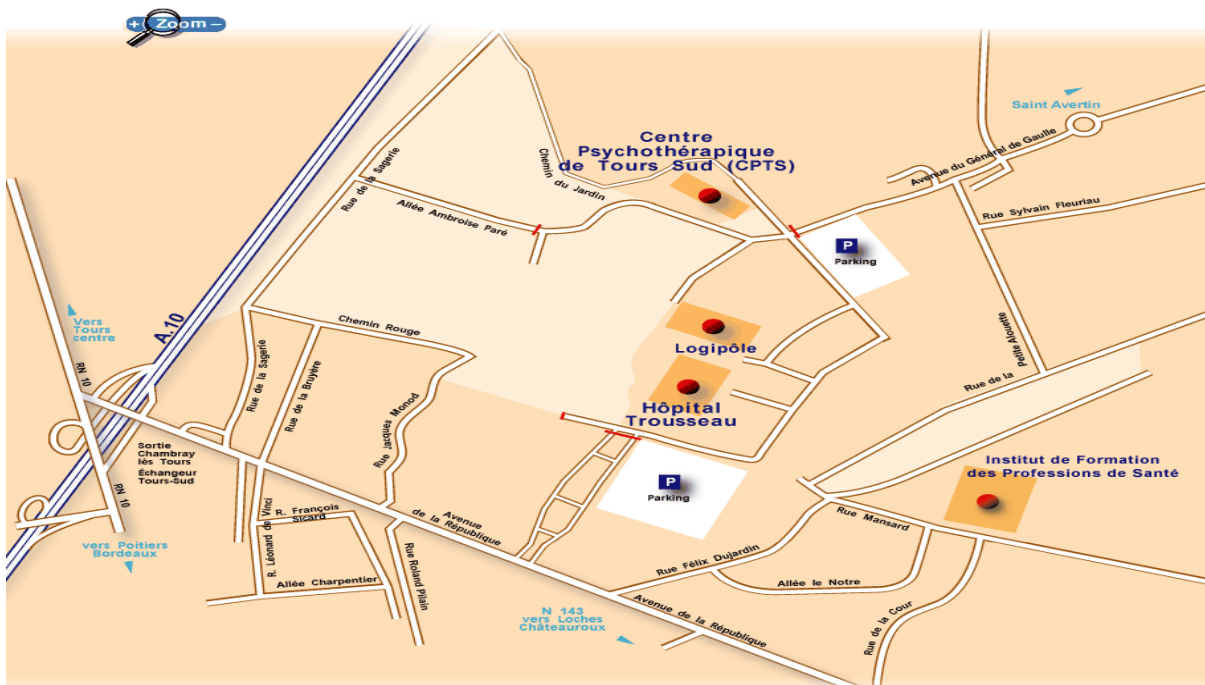 + Zoom –
Saint Avertin
Centre
Psychothérapique
de Tours Sud (CPTS)
Avenue du Général de Gaulle
Rue de la Sagerie
Chemin du Jardin
Allée Ambroise Paré
Rue Sylvain Fleuriau
P
Parking
A.10
Vers
Tours
centre
RN 10
Chemin Rouge
Logipôle
Petite Alouette
Rue de la
Rue de la Sagerie
Rue de la Bruyère
Rue Jacques Monod
Hôpital
Trousseau
Sortie
Chambray
lès Tours
Échangeur
Tours-Sud
RN 10
P
Parking
Institut de Formation
des Professions de Santé
Rue Mansard
R. Léonard de Vinci
R. François
Sicard
Avenue
de la République
vers Poitiers
Bordeaux
Rue Roland Pilain
Allée Charpentier
Rue Félix Dujardin
Allée le Notre
N 143
vers Loches
Châteauroux
Avenue de la République
Rue de la Cour